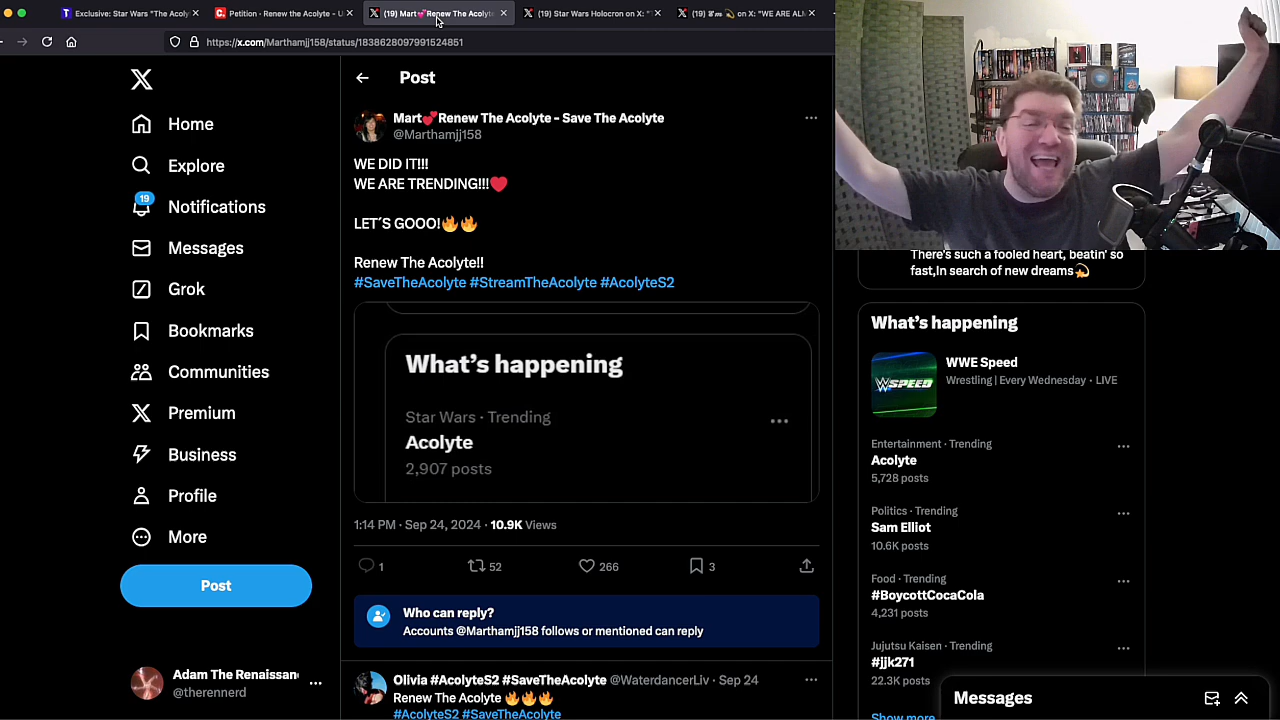 Exclusive: Star Wars "The Acoly
Petition · Renew the Acolyte - U
(19) Mart💕Renew The Acolyte
(19) Star Wars Holocron on X: "
on X: "WE ARE ALM
https://x.com/Marthamjj158/status/1838628097991524851
Home
Explore
19
Notifications
Messages
Grok
Bookmarks
Communities
Premium
Business
Profile
More
Post
Adam The Renaissan
@therennerd
Post
Mart💕Renew The Acolyte - Save The Acolyte
@Marthamjj158
WE DID IT!!!
WE ARE TRENDING!!!❤️
LET´S GOOO!🔥🔥
Renew The Acolyte!!
#SaveTheAcolyte #StreamTheAcolyte #AcolyteS2
What's happening
Star Wars · Trending
Acolyte
2,907 posts
1:14 PM · Sep 24, 2024 · 10.9K Views
1
52
266
3
Who can reply?
Accounts @Marthamjj158 follows or mentioned can reply
Olivia #AcolyteS2 #SaveTheAcolyte @WaterdancerLiv · Sep 24
Renew The Acolyte 🔥🔥🔥
#AcolyteS2 #SaveTheAcolyte
There's such a fooled heart, beatin' so
fast,In search of new dreams💫
What's happening
WWE Speed
Wrestling | Every Wednesday · LIVE
WWE SPEED
Entertainment · Trending
Acolyte
5,728 posts
Politics · Trending
Sam Elliot
10.6K posts
Food · Trending
#BoycottCocaCola
4,231 posts
Jujutsu Kaisen · Trending
#jjk271
22.3K posts
Show more
Messages